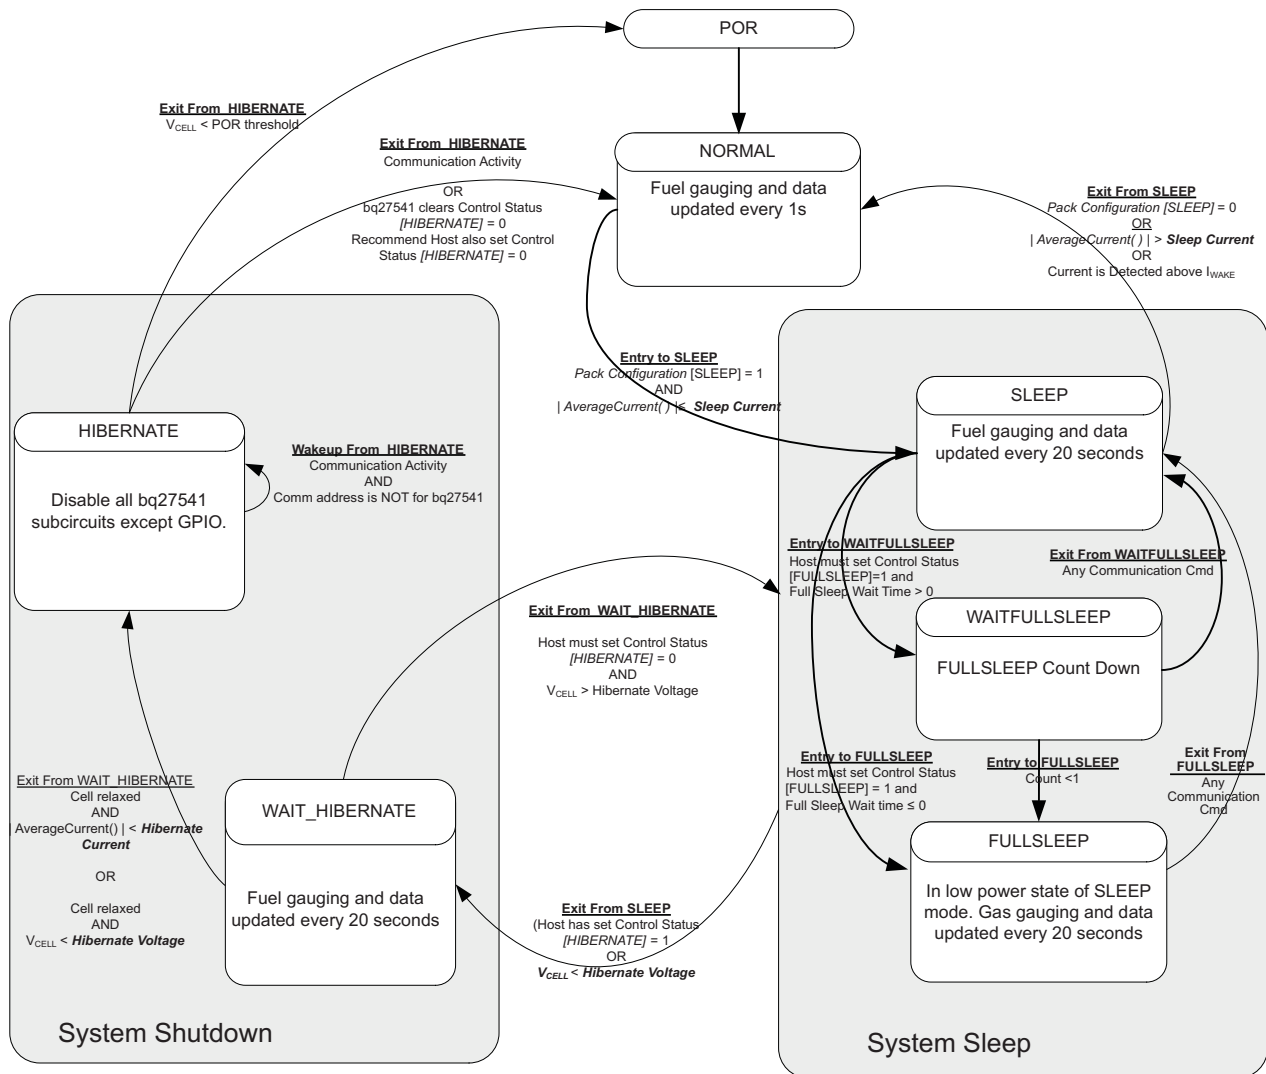 POR
Exit From HIBERNATE
VCELL < POR threshold
Exit From HIBERNATE
Communication Activity
OR
bq27541 clears Control Status
[HIBERNATE] = 0
Recommend Host also set Control
Status [HIBERNATE] = 0
NORMAL
Fuel gauging and data
updated every 1s
Exit From SLEEP
Pack Configuration [SLEEP] = 0
OR
| AverageCurrent( ) | > Sleep Current
OR
Current is Detected above IWAKE
Entry to SLEEP
Pack Configuration [SLEEP] = 1
AND
| AverageCurrent( ) |≤ Sleep Current
HIBERNATE
Disable all bq27541
subcircuits except GPIO.
Wakeup From HIBERNATE
Communication Activity
AND
Comm address is NOT for bq27541
SLEEP
Fuel gauging and data
updated every 20 seconds
Entry to WAITFULLSLEEP
Host must set Control Status
[FULLSLEEP]=1 and
Full Sleep Wait Time > 0
Exit From WAITFULLSLEEP
Any Communication Cmd
WAITFULLSLEEP
FULLSLEEP Count Down
Exit From WAIT_HIBERNATE
Host must set Control Status
[HIBERNATE] = 0
AND
VCELL > Hibernate Voltage
Exit From WAIT_HIBERNATE
Cell relaxed
AND
| AverageCurrent() | < Hibernate
Current
OR
Cell relaxed
AND
VCELL < Hibernate Voltage
WAIT_HIBERNATE
Fuel gauging and data
updated every 20 seconds
Entry to FULLSLEEP
Host must set Control Status
[FULLSLEEP] = 1 and
Full Sleep Wait time ≤ 0
Entry to FULLSLEEP
Count <1
Exit From
FULLSLEEP
Any
Communication
Cmd
FULLSLEEP
In low power state of SLEEP
mode. Gas gauging and data
updated every 20 seconds
Exit From SLEEP
(Host has set Control Status
[HIBERNATE] = 1
OR
VCELL < Hibernate Voltage
System Shutdown
System Sleep